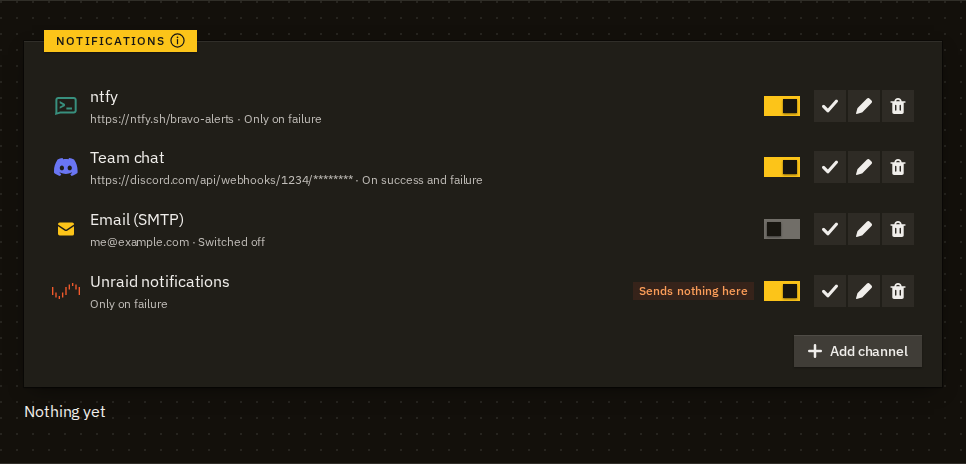 NOTIFICATIONS
ntfy
https://ntfy.sh/bravo-alerts · Only on failure
Team chat
https://discord.com/api/webhooks/1234/******** · On success and failure
Email (SMTP)
me@example.com · Switched off
Unraid notifications
Only on failure
Sends nothing here
Add channel
Nothing yet